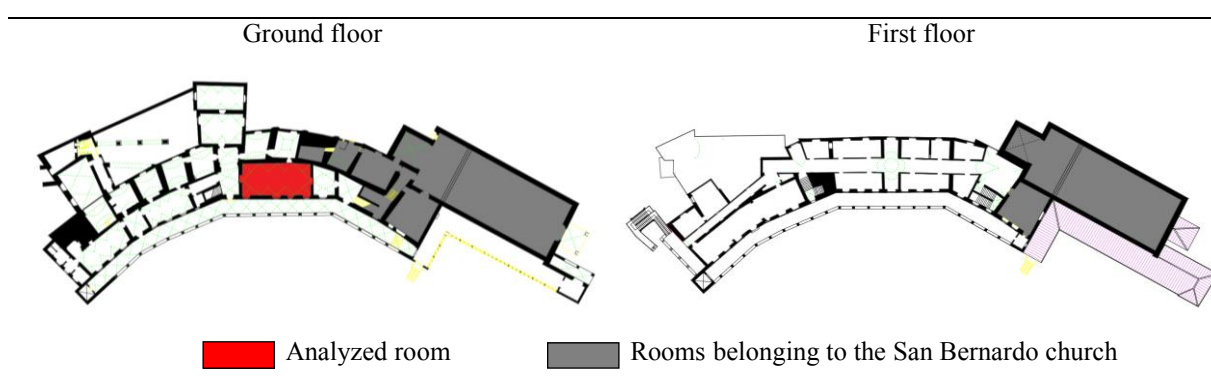 Ground floor
First floor
Analyzed room
Rooms belonging to the San Bernardo church